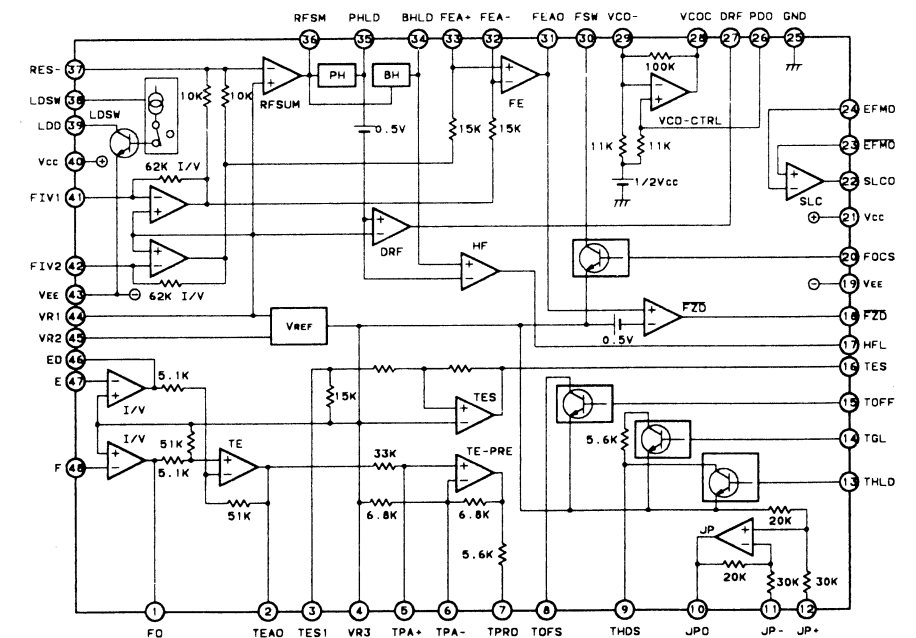 RFSM PHLD BHLD FEA+ FEA- FEAO FSW VCO- VCOC DRF PDO GND
36 35 34 33 32 31 30 29 28 27 26 25
RES- 37
LDSW 38
LDD 39
Vcc 40
FIV1 41
FIV2 42
VEE 43
VR1 44
VR2 45
EO 46
E 47
F 48
24 EFMO
23 EFMO
22 SLCO
21 Vcc
20 FOCS
19 VEE
18 FZD
17 HFL
16 TES
15 TOFF
14 TGL
13 THLD
10K 10K
RFSUM
PH
BH
0.5V
FE
15K 15K
100K
VCO-CTRL
11K 11K
1/2Vcc
SLC
LDSW
62K I/V
62K I/V
DRF
HF
VREF
FZD
0.5V
5.1K
I/V
I/V
51K
5.1K
TE
51K
15K
TES
33K
TE-PRE
6.8K 6.8K
5.6K
5.6K
20K
JP
20K
30K 30K
1 2 3 4 5 6 7 8 9 10 11 12
FO TEAO TES1 VR3 TPA+ TPA- TPRO TOFS THDS JPO JP- JP+